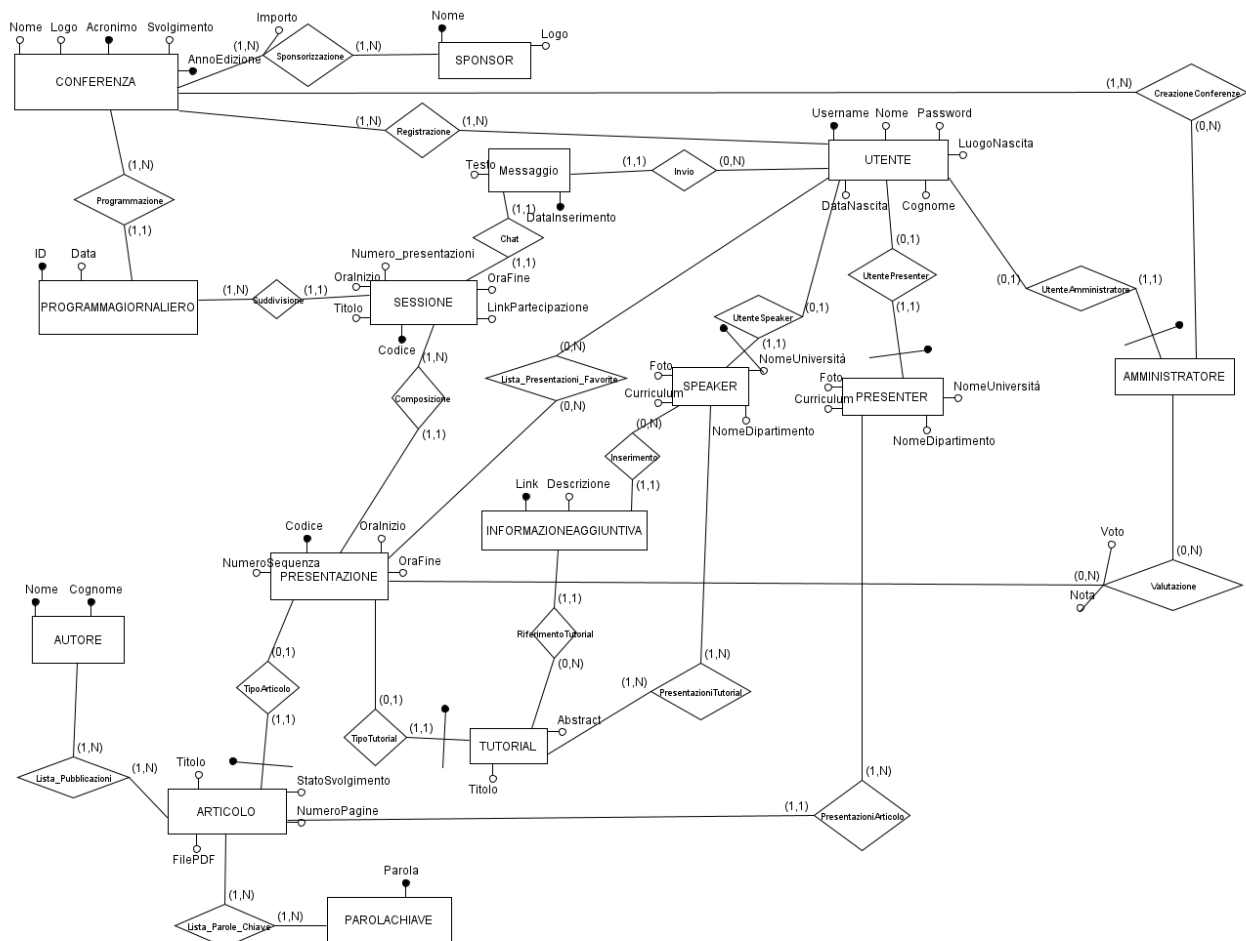 Importo
Nome
Nome Logo Acronimo Svolgimento
(1,N) (1,N)
Logo
Sponsorizzazione
SPONSOR
AnnoEdizione
CONFERENZA
(1,N)
CreazioneConferenze
(1,N) (1,N)
Registrazione
Username Nome Password
(0,N)
LuogoNascita
UTENTE
(1,N)
Testo
Messaggio
(1,1) (0,N)
Invio
Programmazione
DataNascita
Cognome
(1,1)
DataInserimento
(1,1)
Chat
(0,1)
ID Data
Numero_presentazioni
(1,1)
UtentePresenter
(0,1) (1,1)
UtenteAmministratore
OraInizio
OraFine
PROGRAMMAGIORNALIERO
(1,N) (1,1)
Suddivisione
SESSIONE
Titolo
LinkPartecipazione
(1,1)
UtenteSpeaker
(0,1)
Codice
(1,1)
(1,N)
(0,N)
NomeUniversità
Foto
Lista_Presentazioni_Favorite
SPEAKER
Foto
AMMINISTRATORE
NomeUniversità
Curriculum
Curriculum
PRESENTER
Composizione
(0,N)
NomeDipartimento
NomeDipartimento
(1,1)
(0,N)
Inserimento
(1,1)
Link Descrizione
INFORMAZIONEAGGIUNTIVA
Codice OraInizio
Voto
NumeroSequenza
OraFine
PRESENTAZIONE
(0,N)
(0,N)
Valutazione
Nota
Nome Cognome
(1,1)
AUTORE
RiferimentoTutorial
(0,1)
(0,N)
(1,N)
TipoArticolo
(1,N)
PresentazioniTutorial
(0,1)
(1,1)
Abstract
TipoTutorial
(1,1)
TUTORIAL
(1,N)
(1,N)
Titolo
Lista_Pubblicazioni
StatoSvolgimento
Titolo
(1,N)
ARTICOLO
NumeroPagine
(1,1)
PresentazioniArticolo
FilePDF
Parola
(1,N)
(1,N)
Lista_Parole_Chiave
PAROLACHIAVE